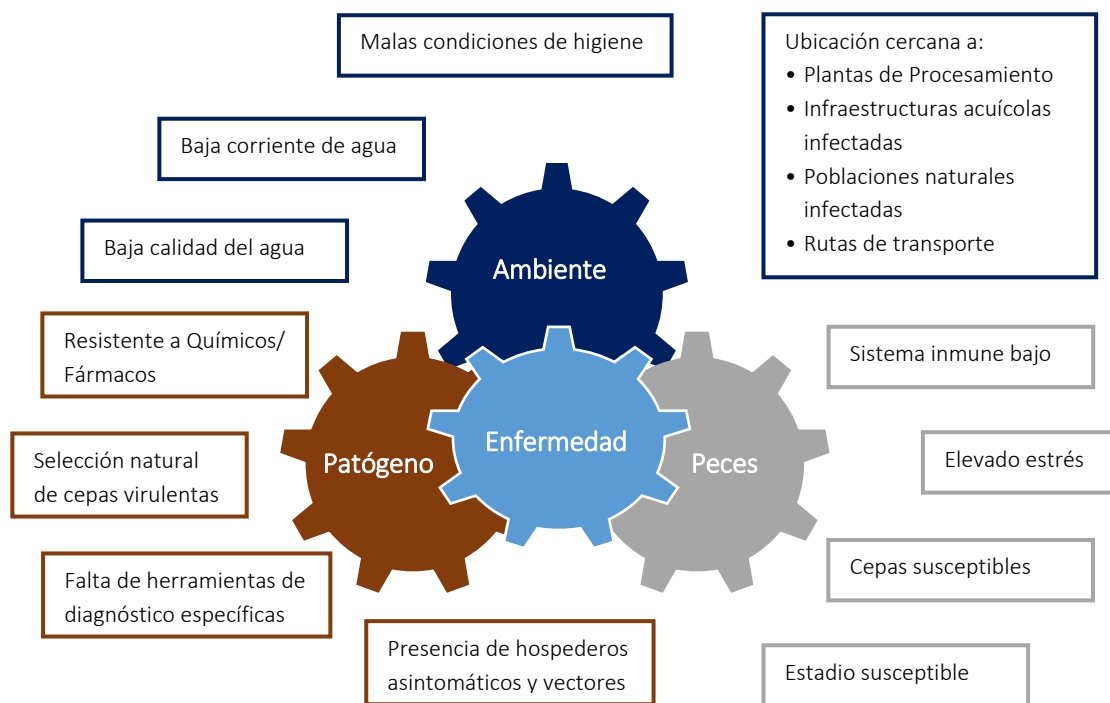 Malas condiciones de higiene
Ubicación cercana a:
• Plantas de Procesamiento
• Infraestructuras acuícolas
infectadas
• Poblaciones naturales
infectadas
• Rutas de transporte
Baja corriente de agua
Baja calidad del agua
Ambiente
Resistente a Químicos/
Fármacos
Sistema inmune bajo
Selección natural
de cepas virulentas
Patógeno
Enfermedad
Peces
Elevado estrés
Falta de herramientas de
diagnóstico específicas
Cepas susceptibles
Presencia de hospederos
asintomáticos y vectores
Estadio susceptible